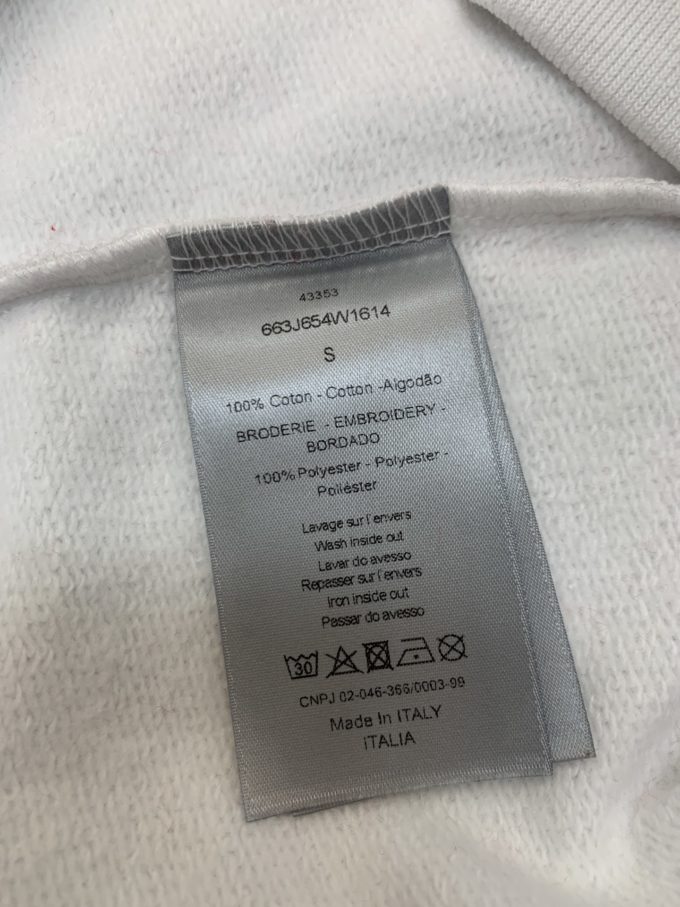 43353
663J654W1614
S
100% Coton - Cotton -Algodão
BRODERIE - EMBROIDERY -
BORDADO
100% Polyester - Polyester -
Poliéster
Lavage sur l'envers
Wash inside out
Lavar do avesso
Repasser sur l'envers
Iron inside out
Passar do avesso
30
CNPJ 02-046-366/0003-99
Made In ITALY
ITALIA